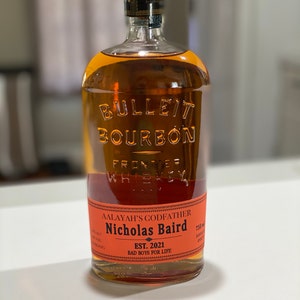 BULLEIT
BOURBON
FRONTIER
WHISKEY
AALAYAH'S GODFATHER
Nicholas Baird
EST. 2021
BAD BOYS FOR LIFE